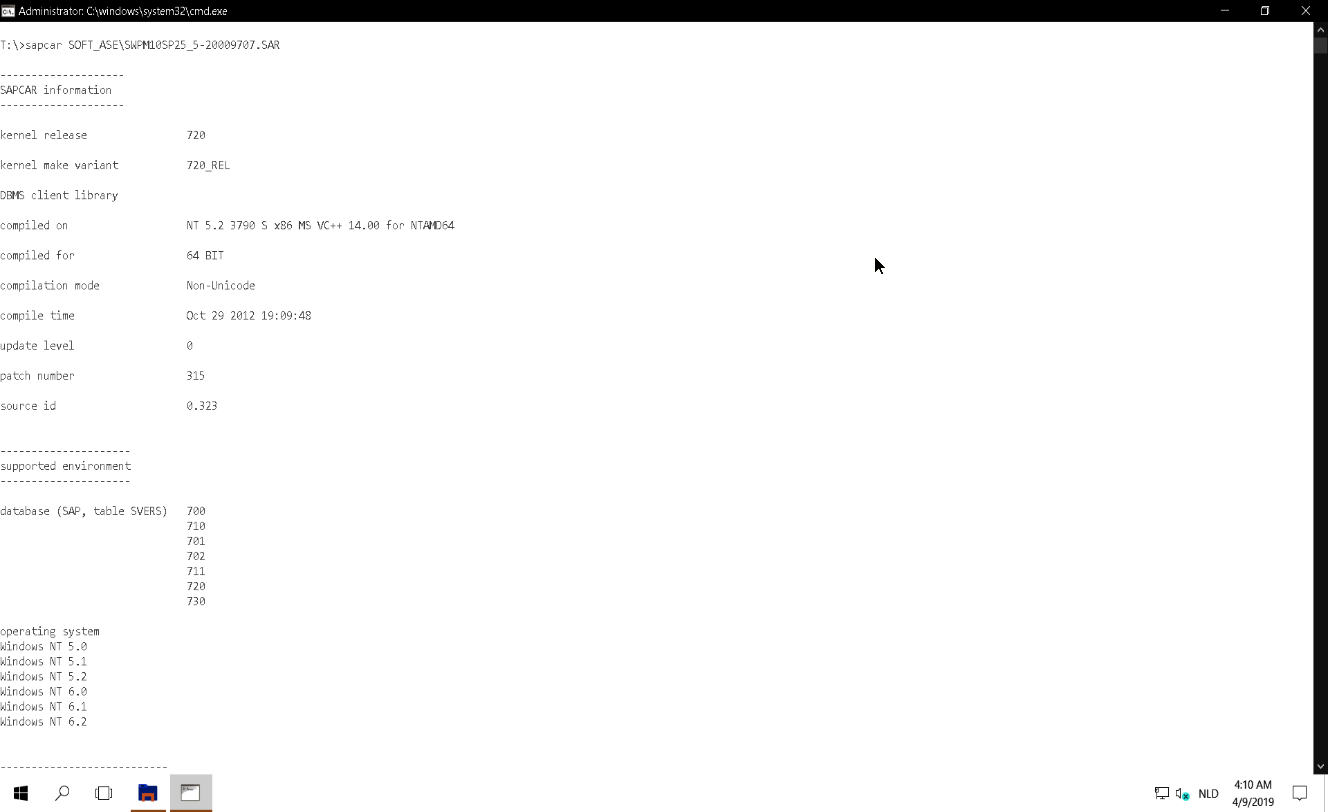 Administrator: C:\windows\system32\cmd.exe
T:\>sapcar SOFT_ASE\SWPM10SP25_5-20009707.SAR
--------------------
SAPCAR information
--------------------
kernel release 720
kernel make variant 720_REL
DBMS client library
compiled on NT 5.2 3790 S x86 MS VC++ 14.00 for NTAMD64
compiled for 64 BIT
compilation mode Non-Unicode
compile time Oct 29 2012 19:09:48
update level 0
patch number 315
source id 0.323
---------------------
supported environment
---------------------
database (SAP, table SVERS) 700
710
701
702
711
720
730
operating system
Windows NT 5.0
Windows NT 5.1
Windows NT 5.2
Windows NT 6.0
Windows NT 6.1
Windows NT 6.2
---------------------------
NLD
4:10 AM
4/9/2019